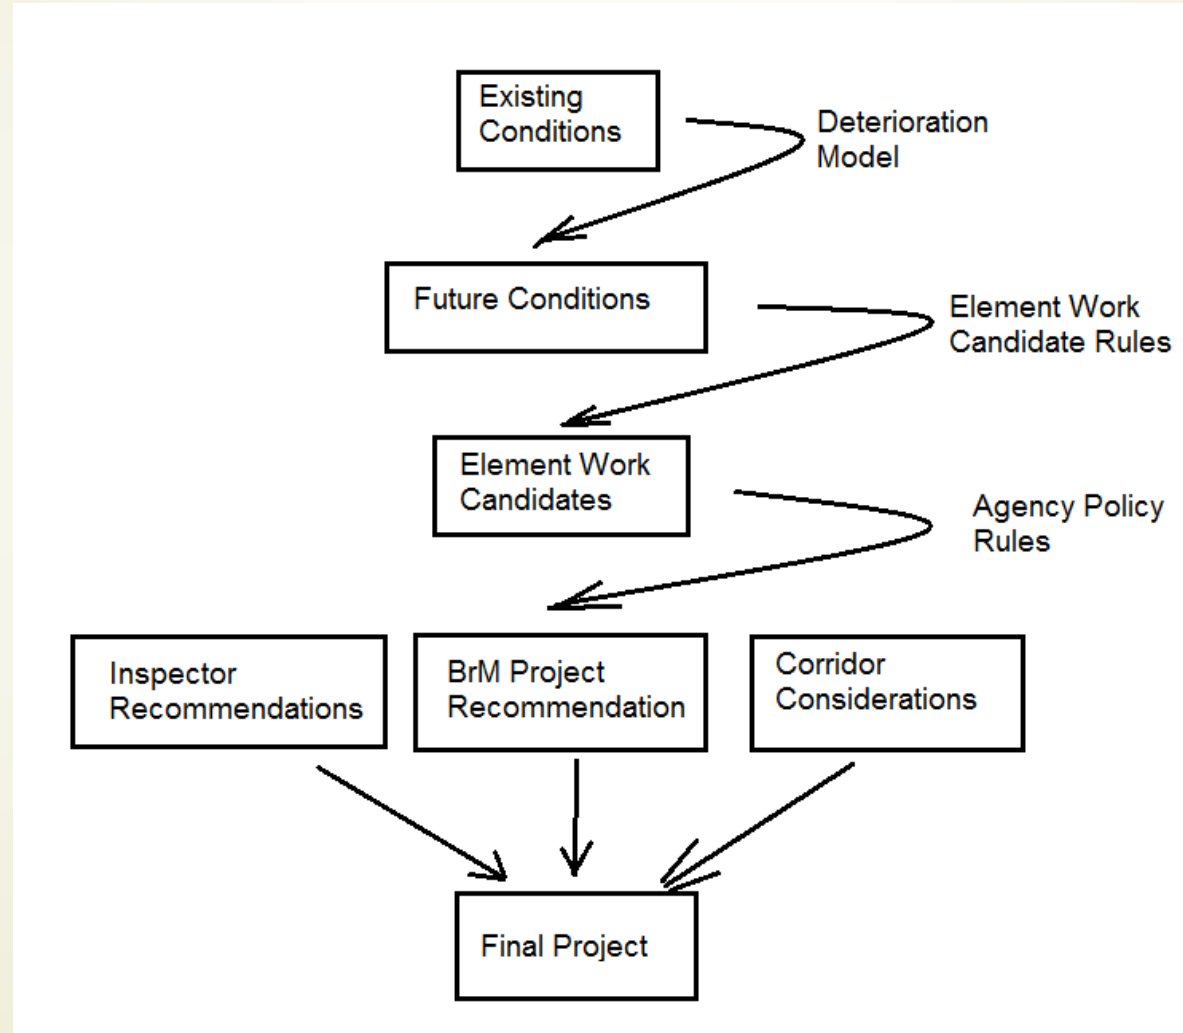 Existing
Conditions
Deterioration
Model
Future Conditions
Element Work
Candidate Rules
Element Work
Candidates
Agency Policy
Rules
Inspector
Recommendations
BrM Project
Recommendation
Corridor
Considerations
Final Project